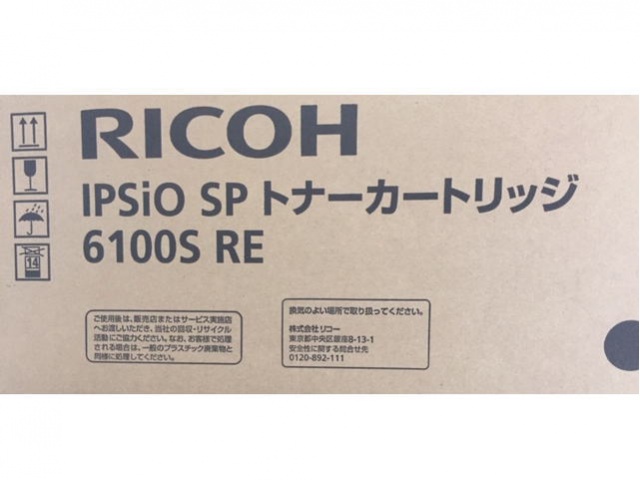 RICOH
IPSiO SP トナーカートリッジ
6100S RE
14
ご使用後は、販売店またはサービス実施店
へお渡しいただき、当社の回収・リサイクル
活動にご協力ください。なお、お客様で処理
される場合は、一般のプラスチック廃棄物と
同様に処理してください。
換気のよい場所で取り扱ってください。
株式会社リコー
東京都中央区銀座8-13-1
安全性に関する総合せ先
0120-892-111